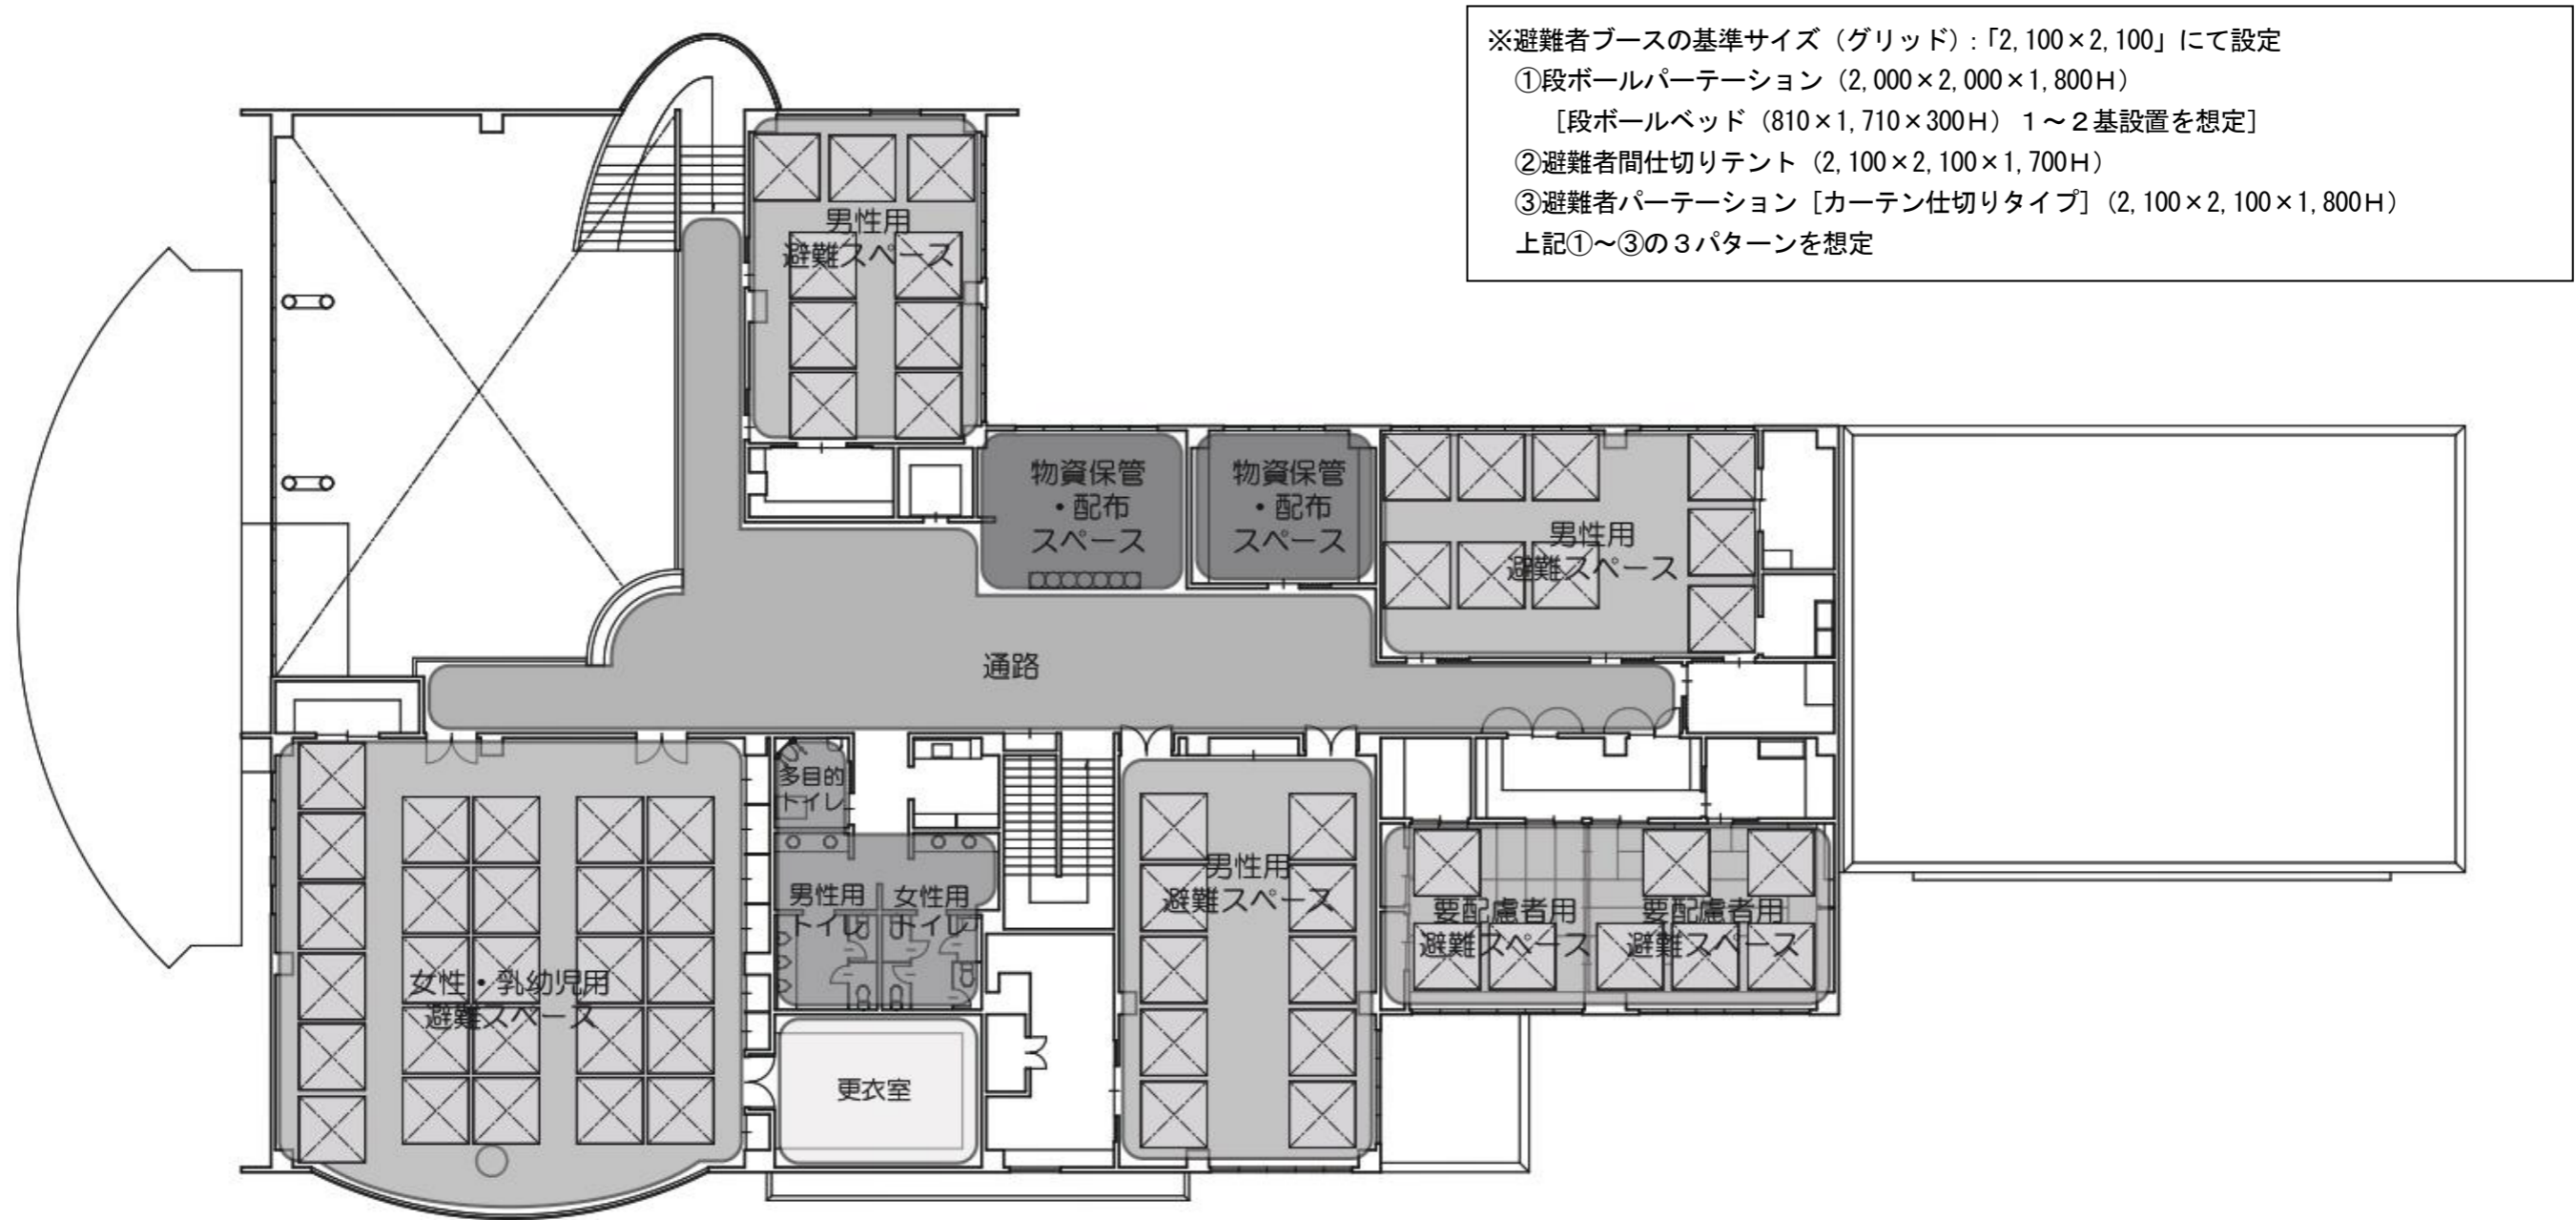 ※避難者ブースの基準サイズ（グリッド）：「2,100×2,100」にて設定
①段ボールパーテーション（2,000×2,000×1,800Ｈ）
［段ボールベッド（810×1,710×300Ｈ）１～２基設置を想定］
②避難者間仕切りテント（2,100×2,100×1,700Ｈ）
③避難者パーテーション［カーテン仕切りタイプ］（2,100×2,100×1,800Ｈ）
上記①～③の３パターンを想定
男性用
避難スペース
物資保管
・配布
スペース
物資保管
・配布
スペース
男性用
避難スペース
通路
多目的
トイレ
男性用
トイレ
女性用
トイレ
男性用
避難スペース
要配慮者用
避難スペース
要配慮者用
避難スペース
女性・乳幼児用
避難スペース
更衣室